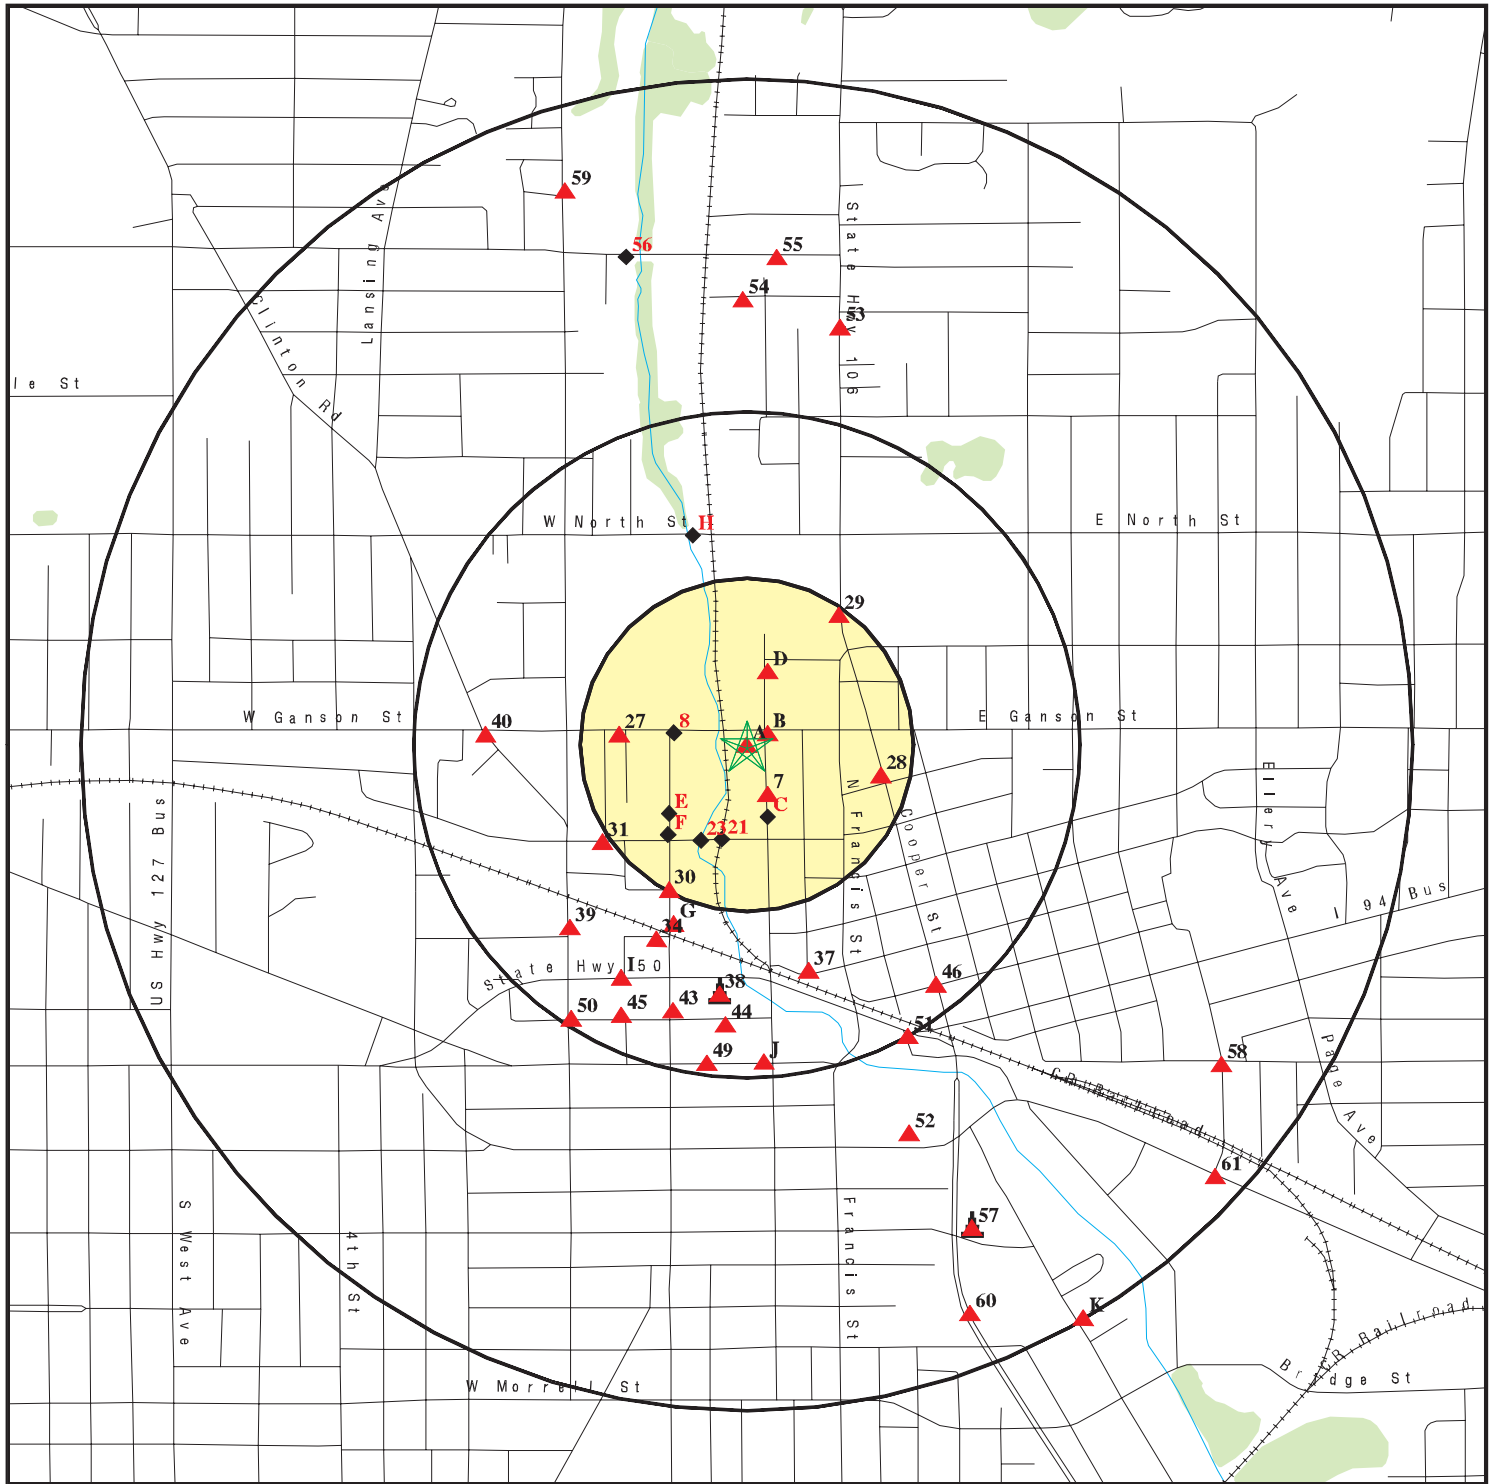 59
Lansing Ave
State Hwy 106
56
55
54
Clinton Rd
53
le St
W North St
H
E North St
29
D
W Ganson St
40
27
8
A
B
E Ganson St
28
7
E
C
F
23
21
31
Ellery Ave
N Francis St
Cooper St
US Hwy 127 Bus
30
I 94 Bus
39
G
34
37
State Hwy 50
I
38
46
50
45
43
44
51
49
J
58
Page Ave
52
61
57
S West Ave
4th St
Francis St
60
K
CR Railroad
Bridge St
W Morrell St